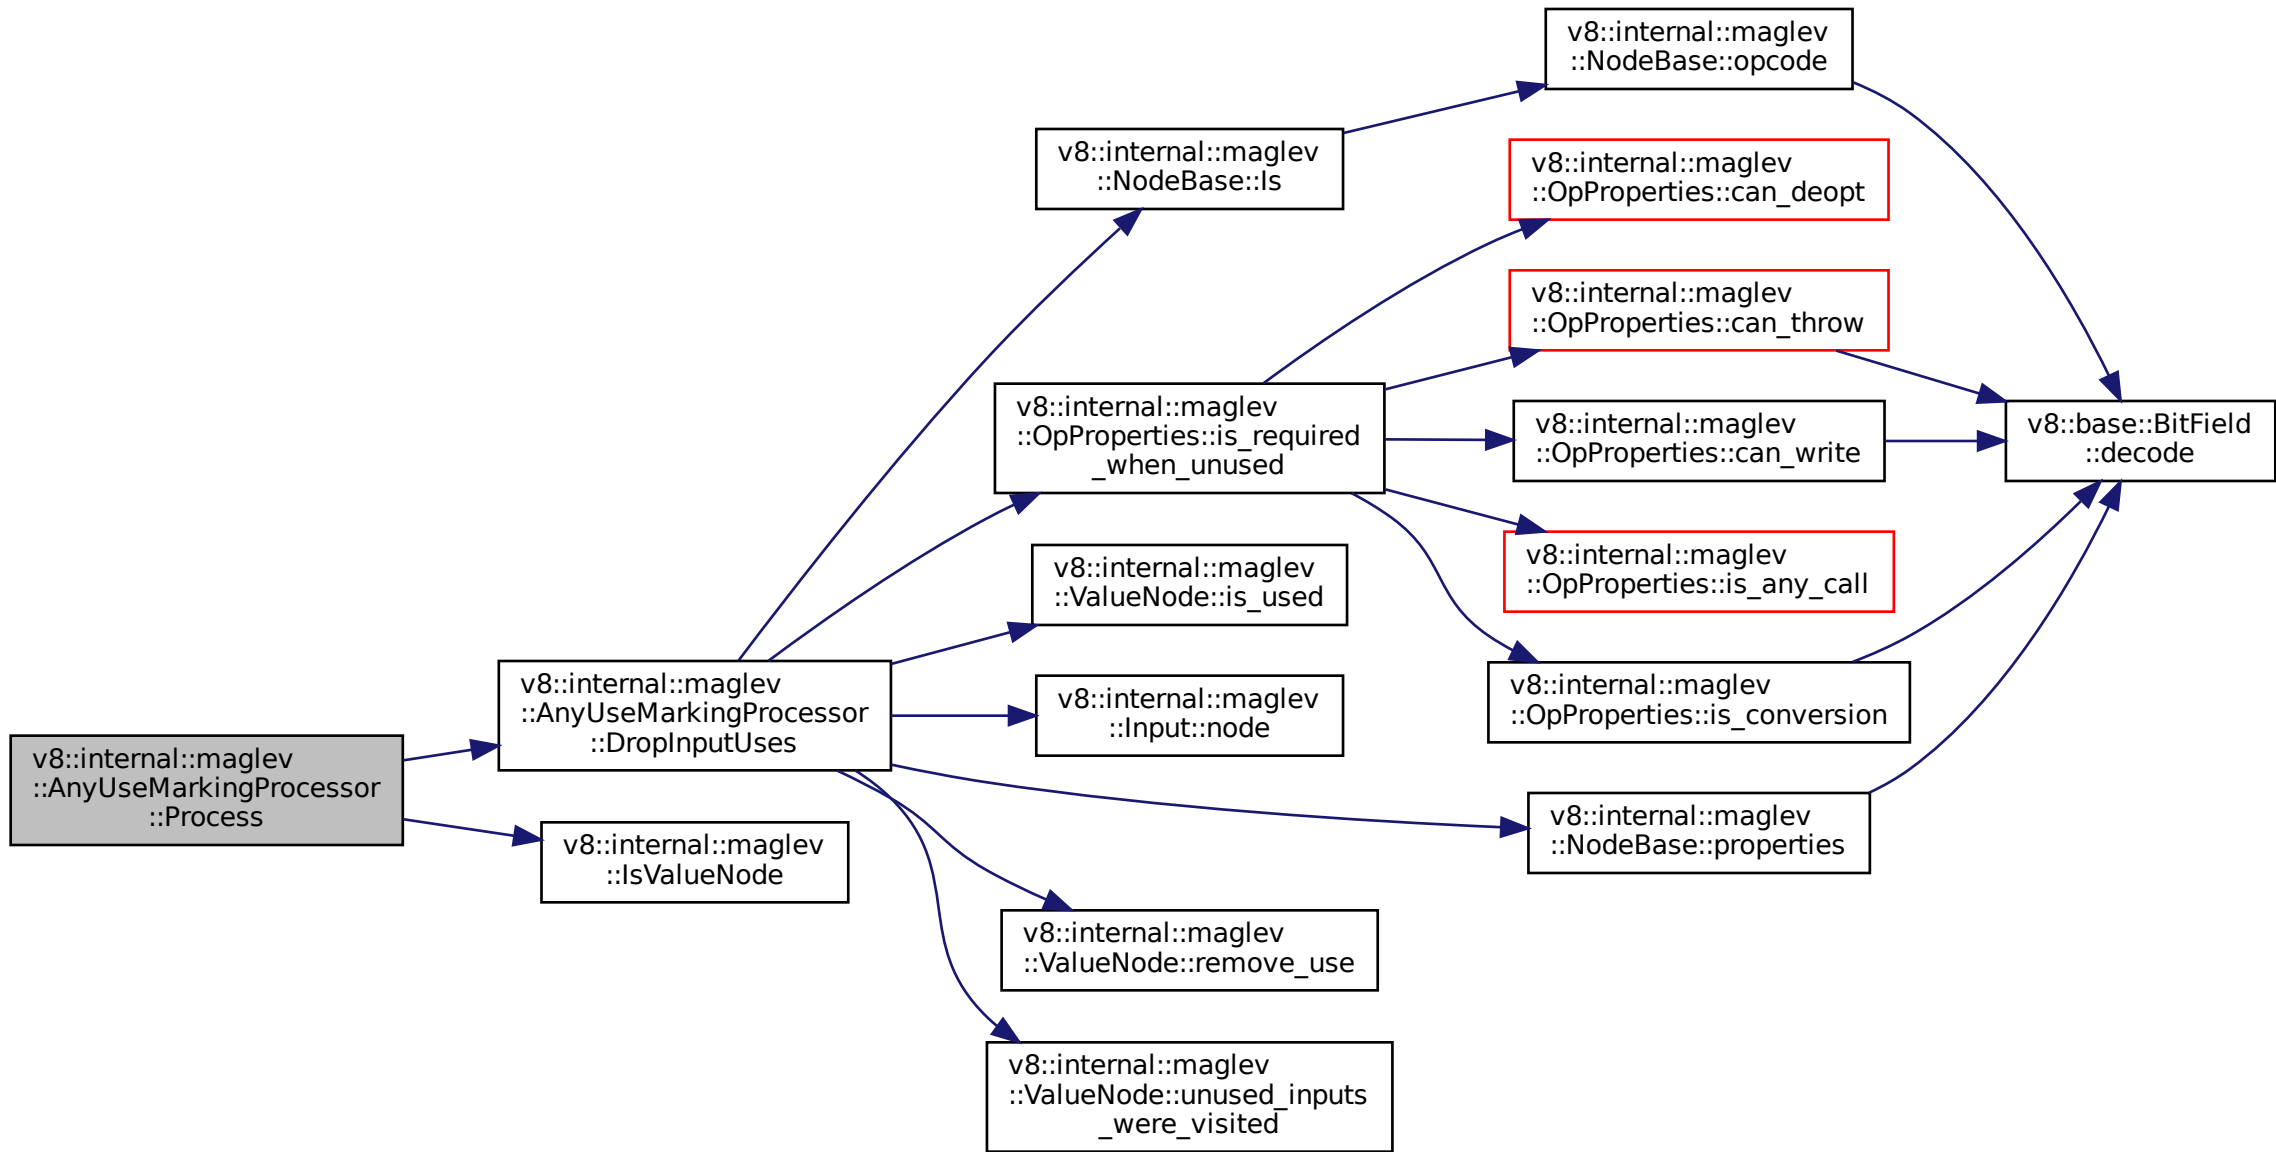 v8::internal::maglev
::AnyUseMarkingProcessor
::Process
v8::internal::maglev
::AnyUseMarkingProcessor
::DropInputUses
v8::internal::maglev
::IsValueNode
v8::internal::maglev
::NodeBase::Is
v8::internal::maglev
::OpProperties::is_required
_when_unused
v8::internal::maglev
::ValueNode::is_used
v8::internal::maglev
::Input::node
v8::internal::maglev
::ValueNode::remove_use
v8::internal::maglev
::ValueNode::unused_inputs
_were_visited
v8::internal::maglev
::NodeBase::opcode
v8::internal::maglev
::OpProperties::can_deopt
v8::internal::maglev
::OpProperties::can_throw
v8::internal::maglev
::OpProperties::can_write
v8::internal::maglev
::OpProperties::is_any_call
v8::internal::maglev
::OpProperties::is_conversion
v8::internal::maglev
::NodeBase::properties
v8::base::BitField
::decode